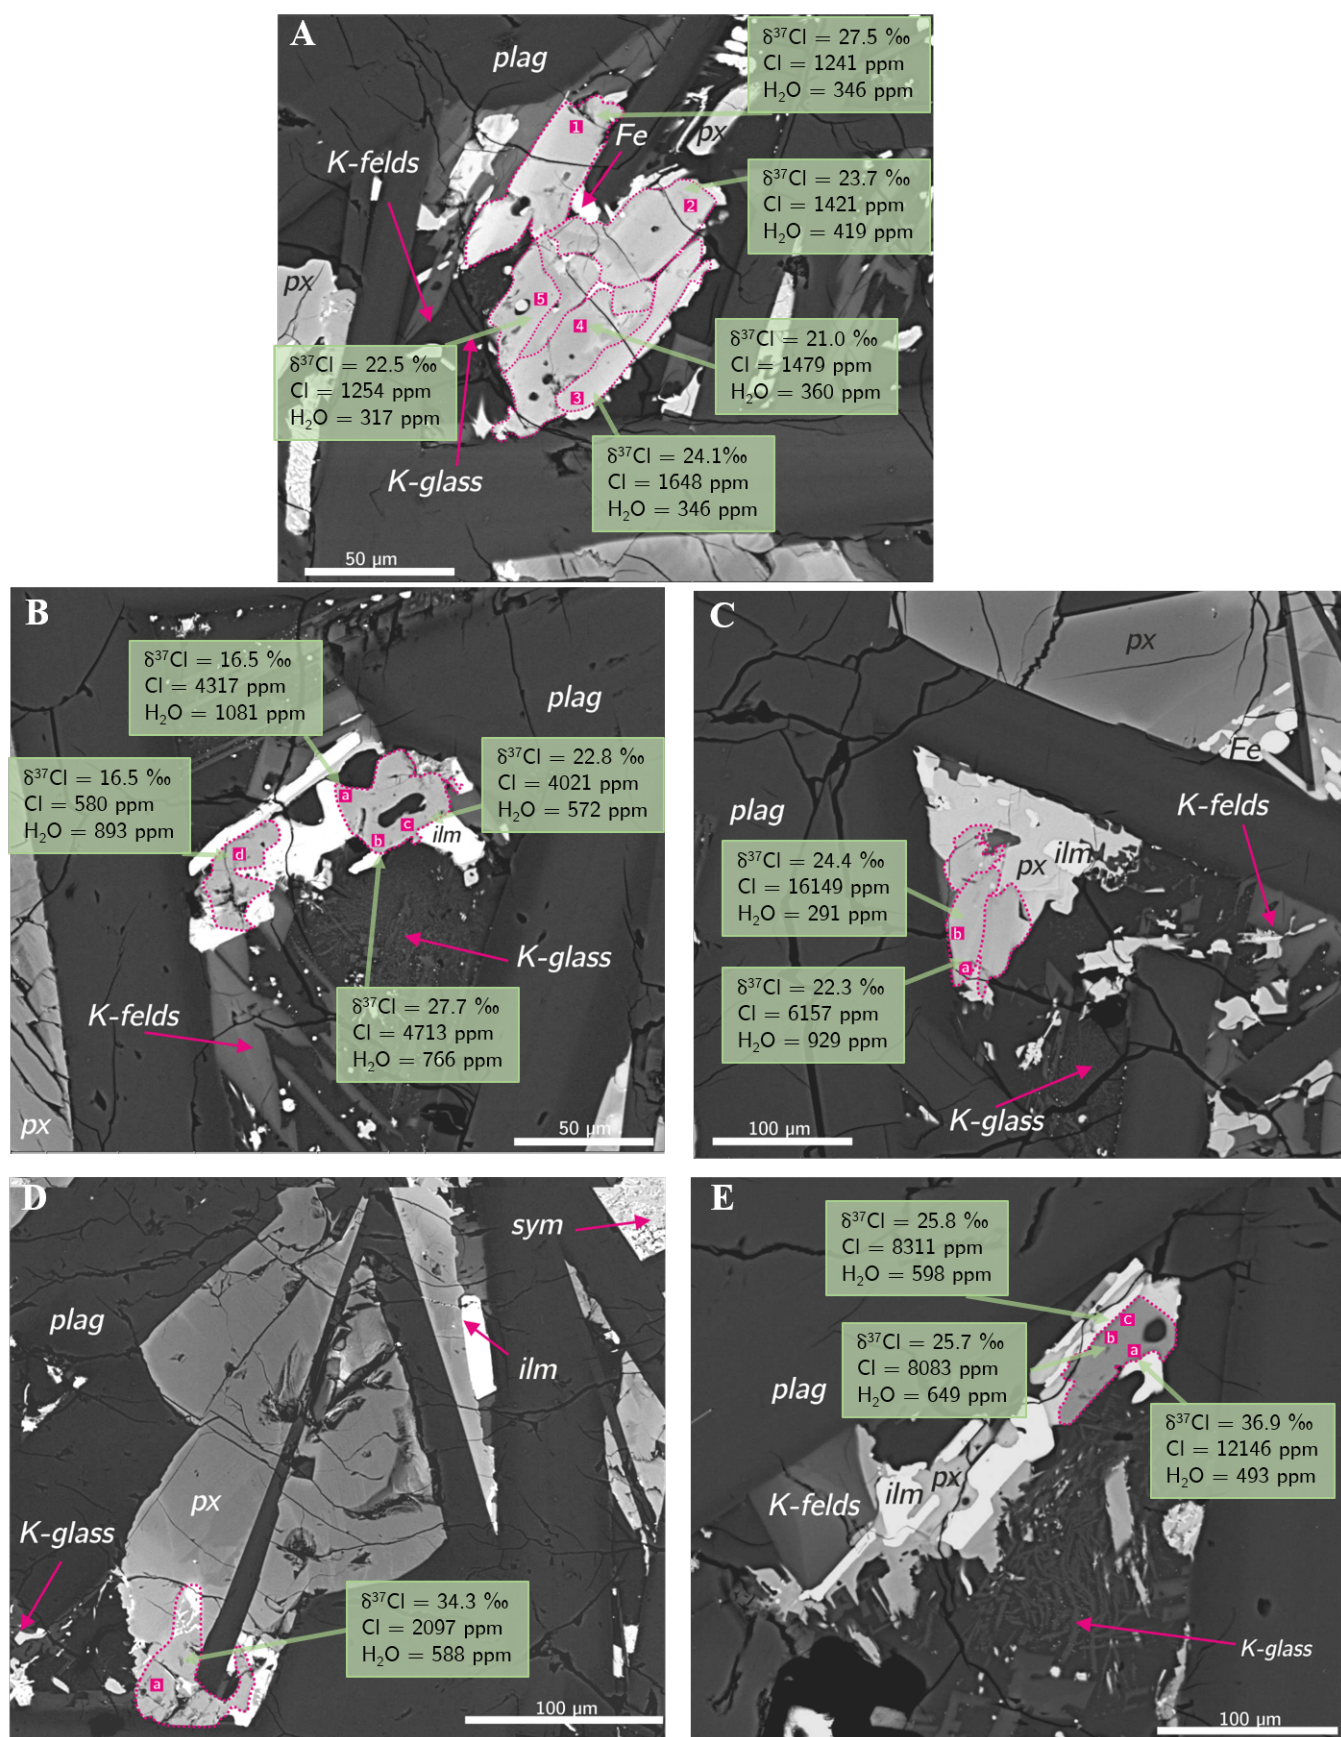 A
plag
δ³⁷Cl = 27.5 ‰
Cl = 1241 ppm
H₂O = 346 ppm
px
Fe
K-felds
δ³⁷Cl = 23.7 ‰
Cl = 1421 ppm
H₂O = 419 ppm
1
2
px
5
4
3
δ³⁷Cl = 22.5 ‰
Cl = 1254 ppm
H₂O = 317 ppm
δ³⁷Cl = 21.0 ‰
Cl = 1479 ppm
H₂O = 360 ppm
K-glass
δ³⁷Cl = 24.1‰
Cl = 1648 ppm
H₂O = 346 ppm
50 µm
B
δ³⁷Cl = 16.5 ‰
Cl = 4317 ppm
H₂O = 1081 ppm
plag
δ³⁷Cl = 16.5 ‰
Cl = 580 ppm
H₂O = 893 ppm
δ³⁷Cl = 22.8 ‰
Cl = 4021 ppm
H₂O = 572 ppm
a
b
c
d
ilm
K-glass
δ³⁷Cl = 27.7 ‰
Cl = 4713 ppm
H₂O = 766 ppm
K-felds
px
50 µm
C
px
Fe
K-felds
plag
ilm
px
δ³⁷Cl = 24.4 ‰
Cl = 16149 ppm
H₂O = 291 ppm
b
a
δ³⁷Cl = 22.3 ‰
Cl = 6157 ppm
H₂O = 929 ppm
K-glass
100 µm
D
sym
plag
ilm
px
K-glass
δ³⁷Cl = 34.3 ‰
Cl = 2097 ppm
H₂O = 588 ppm
a
100 µm
E
δ³⁷Cl = 25.8 ‰
Cl = 8311 ppm
H₂O = 598 ppm
c
b
a
δ³⁷Cl = 25.7 ‰
Cl = 8083 ppm
H₂O = 649 ppm
plag
δ³⁷Cl = 36.9 ‰
Cl = 12146 ppm
H₂O = 493 ppm
K-felds
ilm
px
K-glass
100 µm